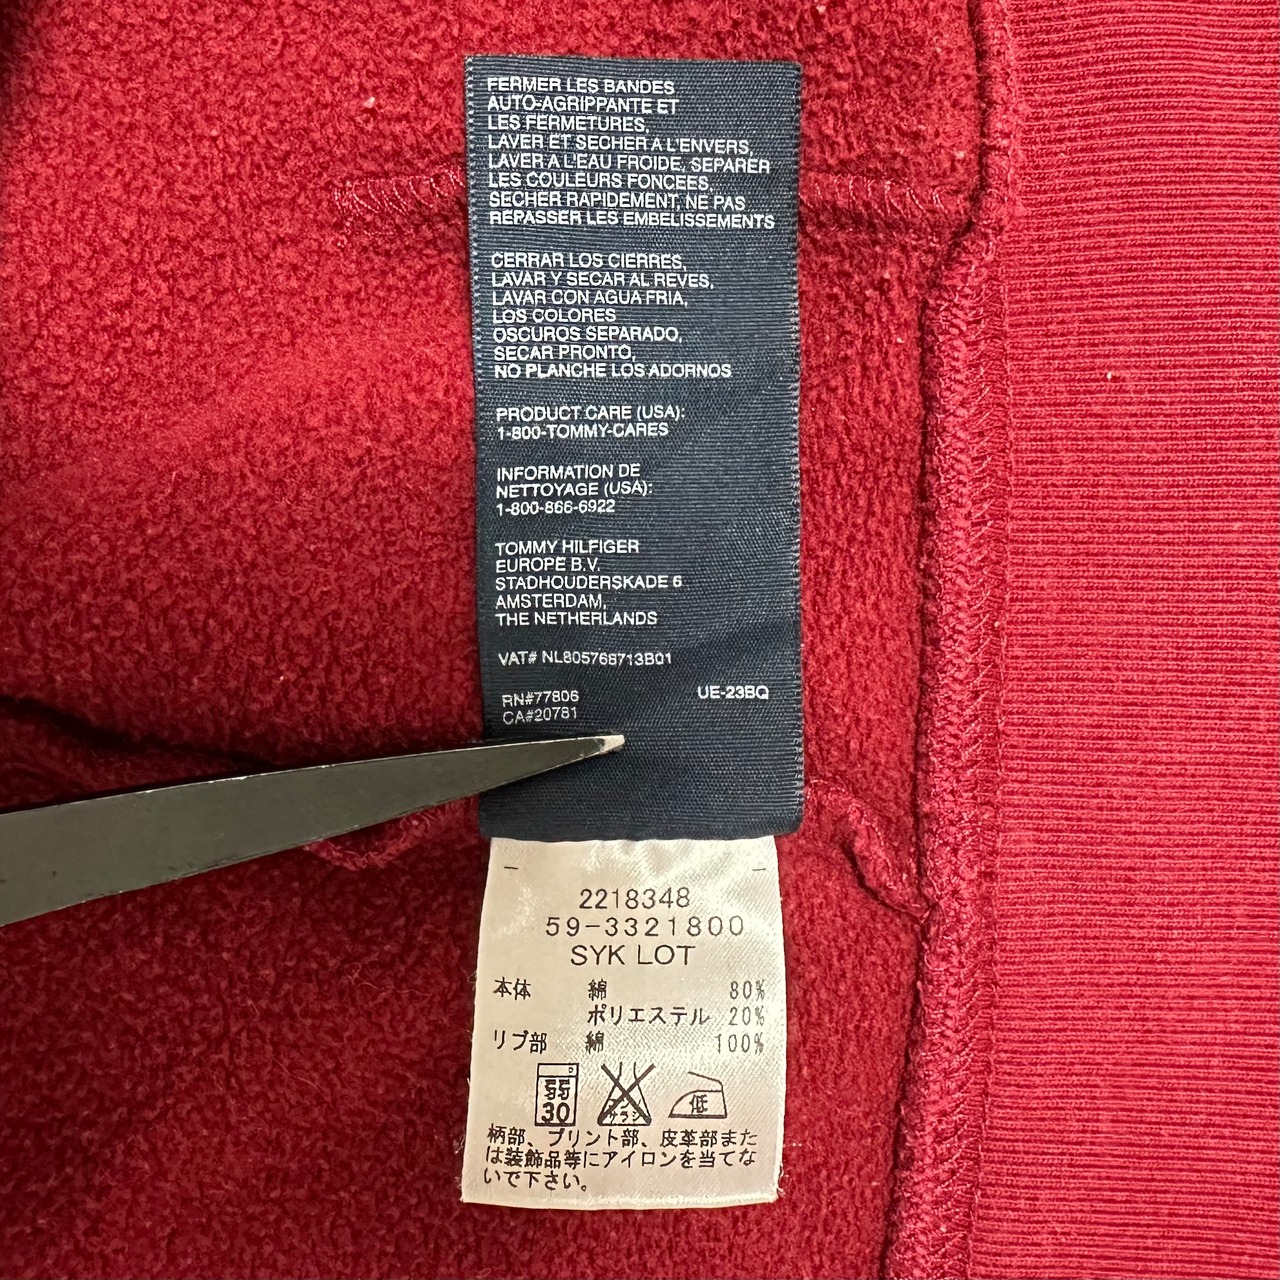 FERMER LES BANDES
AUTO-AGRIPPANTE ET
LES FERMETURES,
LAVER ET SECHER A L'ENVERS,
LAVER A L'EAU FROIDE, SEPARER
LES COULEURS FONCEES,
SECHER RAPIDEMENT, NE PAS
REPASSER LES EMBELISSEMENTS
CERRAR LOS CIERRES,
LAVAR Y SECAR AL REVES,
LAVAR CON AGUA FRIA,
LOS COLORES
OSCUROS SEPARADO,
SECAR PRONTO,
NO PLANCHE LOS ADORNOS
PRODUCT CARE (USA):
1-800-TOMMY-CARES
INFORMATION DE
NETTOYAGE (USA):
1-800-866-6922
TOMMY HILFIGER
EUROPE B.V.
STADHOUDERSKADE 6
AMSTERDAM,
THE NETHERLANDS
VAT# NL805768713B01
RN#77806 UE-23BQ
CA#20781
2218348
59-3321800
SYK LOT
本体 綿 80%
ポリエステル 20%
リブ部 綿 100%
弱 30 エンソサラシ 低
柄部、プリント部、皮革部また
は装飾品等にアイロンを当てな
いで下さい。